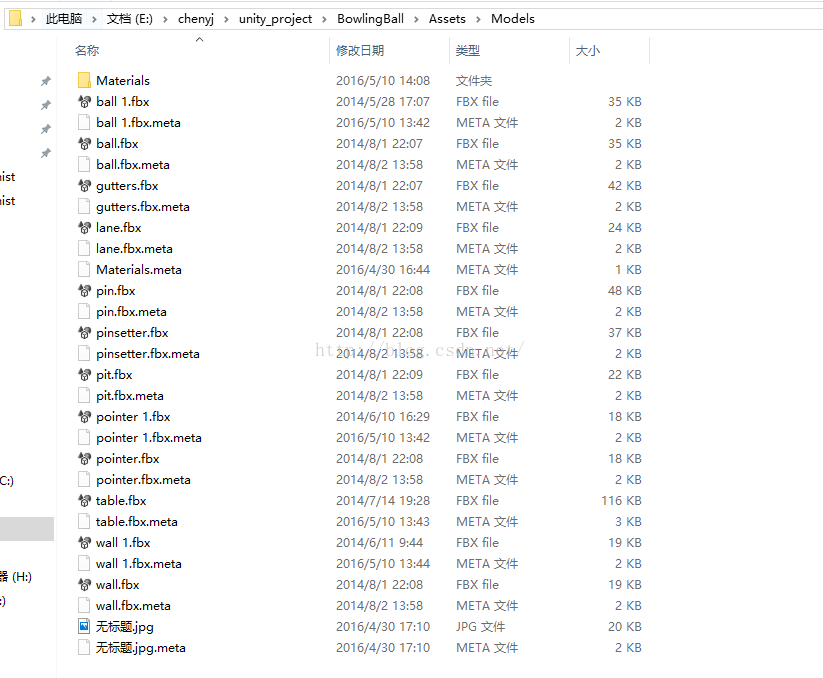 此电脑 › 文档 (E:) › chenyj › unity_project › BowlingBall › Assets › Models
名称 修改日期 类型 大小
Materials 2016/5/10 14:08 文件夹
ball 1.fbx 2014/5/28 17:07 FBX file 35 KB
ball 1.fbx.meta 2016/5/10 13:42 META 文件 2 KB
ball.fbx 2014/8/1 22:07 FBX file 35 KB
ball.fbx.meta 2014/8/2 13:58 META 文件 2 KB
gutters.fbx 2014/8/1 22:07 FBX file 42 KB
gutters.fbx.meta 2014/8/2 13:58 META 文件 2 KB
lane.fbx 2014/8/1 22:09 FBX file 24 KB
lane.fbx.meta 2014/8/2 13:58 META 文件 2 KB
Materials.meta 2016/4/30 16:44 META 文件 1 KB
pin.fbx 2014/8/1 22:08 FBX file 48 KB
pin.fbx.meta 2014/8/2 13:58 META 文件 2 KB
pinsetter.fbx 2014/8/1 22:08 FBX file 37 KB
pinsetter.fbx.meta 2014/8/2 13:58 META 文件 2 KB
http://blog.csdn.net/
pit.fbx 2014/8/1 22:09 FBX file 22 KB
pit.fbx.meta 2014/8/2 13:58 META 文件 2 KB
pointer 1.fbx 2014/6/10 16:29 FBX file 18 KB
pointer 1.fbx.meta 2016/5/10 13:42 META 文件 2 KB
pointer.fbx 2014/8/1 22:08 FBX file 18 KB
pointer.fbx.meta 2014/8/2 13:58 META 文件 2 KB
table.fbx 2014/7/14 19:28 FBX file 116 KB
table.fbx.meta 2016/5/10 13:43 META 文件 3 KB
wall 1.fbx 2014/6/11 9:44 FBX file 19 KB
wall 1.fbx.meta 2016/5/10 13:44 META 文件 2 KB
wall.fbx 2014/8/1 22:08 FBX file 19 KB
wall.fbx.meta 2014/8/2 13:58 META 文件 2 KB
无标题.jpg 2016/4/30 17:10 JPG 文件 20 KB
无标题.jpg.meta 2016/4/30 17:10 META 文件 2 KB
ist
ist
C:)
器 (H:)
:)